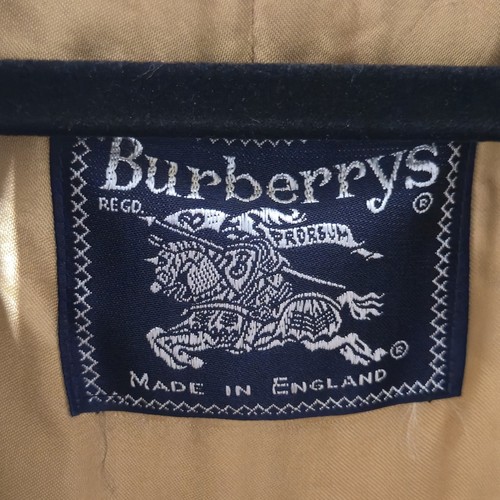 Burberrys
REGD. ®
PRORSUM
B
®
MADE IN ENGLAND